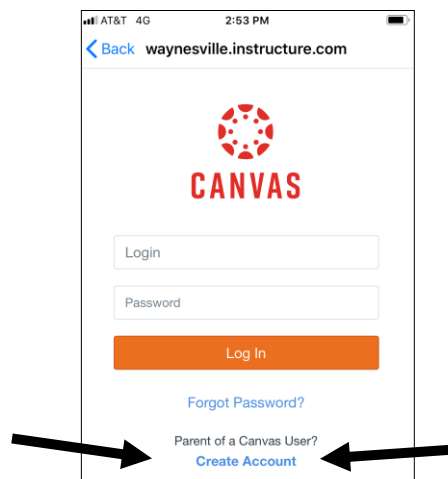 AT&T 4G 2:53 PM
Back waynesville.instructure.com
CANVAS
Login
Password
Log In
Forgot Password?
Parent of a Canvas User?
Create Account